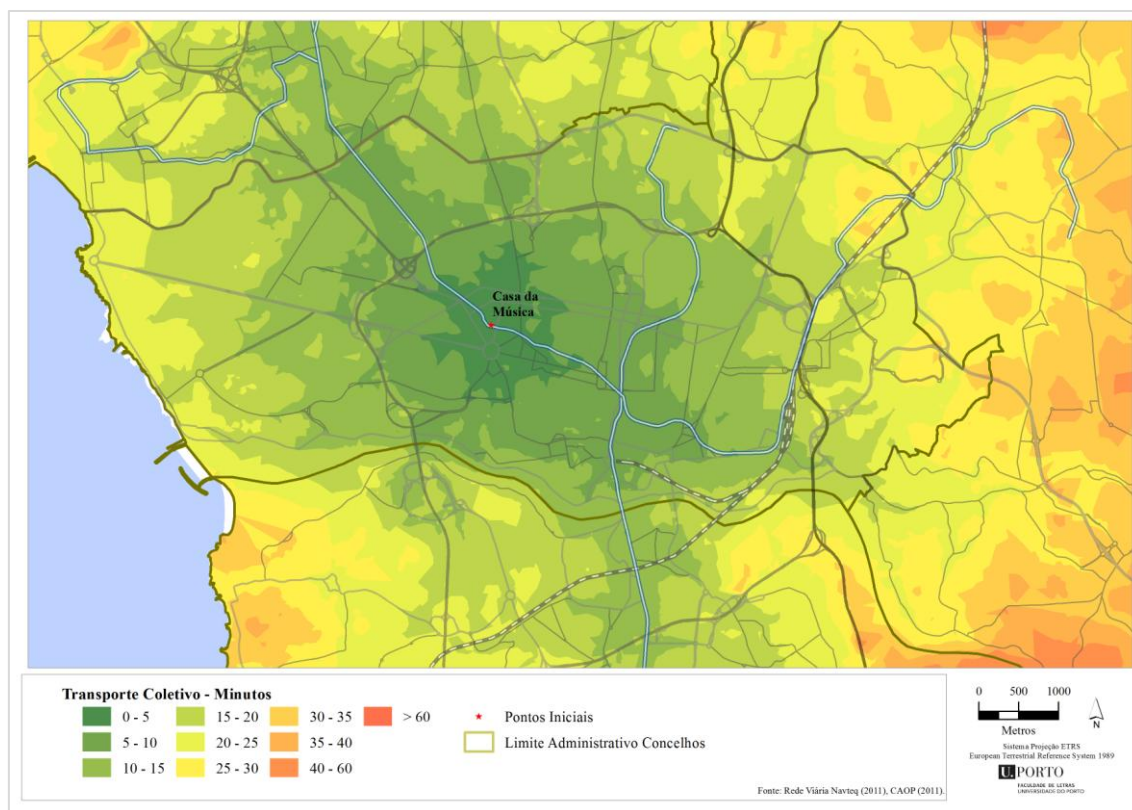 Casa da
Música
Transporte Coletivo - Minutos
0 - 5
5 - 10
10 - 15
15 - 20
20 - 25
25 - 30
30 - 35
35 - 40
40 - 60
> 60
Pontos Iniciais
Limite Administrativo Concelhos
Fonte: Rede Viária Navteq (2011), CAOP (2011).
0 500 1000
Metros
N
Sistema Projeção ETRS
European Terrestrial Reference System 1989
U. PORTO
FACULDADE DE LETRAS
UNIVERSIDADE DO PORTO